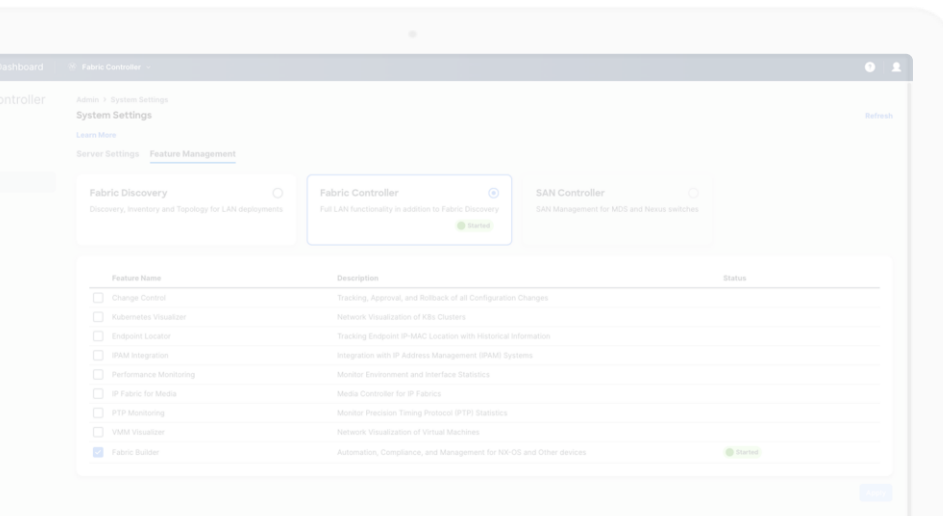 Dashboard Fabric Controller
Controller
Admin System Settings
System Settings
Refresh
Learn More
Server Settings Feature Management
Fabric Discovery
Discovery, Inventory and Topology for LAN deployments
Fabric Controller
Full LAN functionality in addition to Fabric Discovery
Started
SAN Controller
SAN Management for MDS and Nexus switches
Feature Name Description Status
Change Control Tracking, Approval, and Rollback of all Configuration Changes
Kubernetes Visualizer Network Visualization of K8s Clusters
Endpoint Locator Tracking Endpoint IP-MAC Location with Historical Information
IPAM Integration Integration with IP Address Management (IPAM) Systems
Performance Monitoring Monitor Environment and Interface Statistics
IP Fabric for Media Media Controller for IP Fabrics
PTP Monitoring Monitor Precision Timing Protocol (PTP) Statistics
VMM Visualizer Network Visualization of Virtual Machines
Fabric Builder Automation, Compliance, and Management for NX-OS and Other devices Started